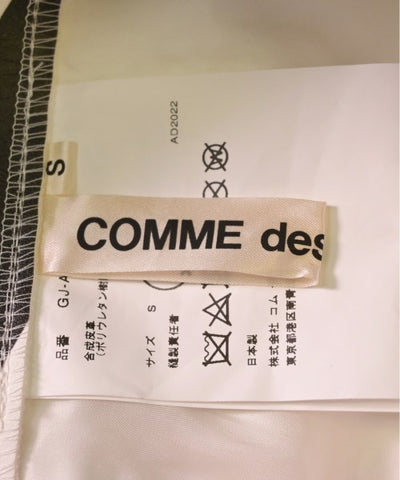 COMME des
S
AD2022
品番 GJ-A
合成皮革
(ポリウレタン樹
サイズ S
縫製責任者
日本製
株式会社 コム・
東京都港区南青